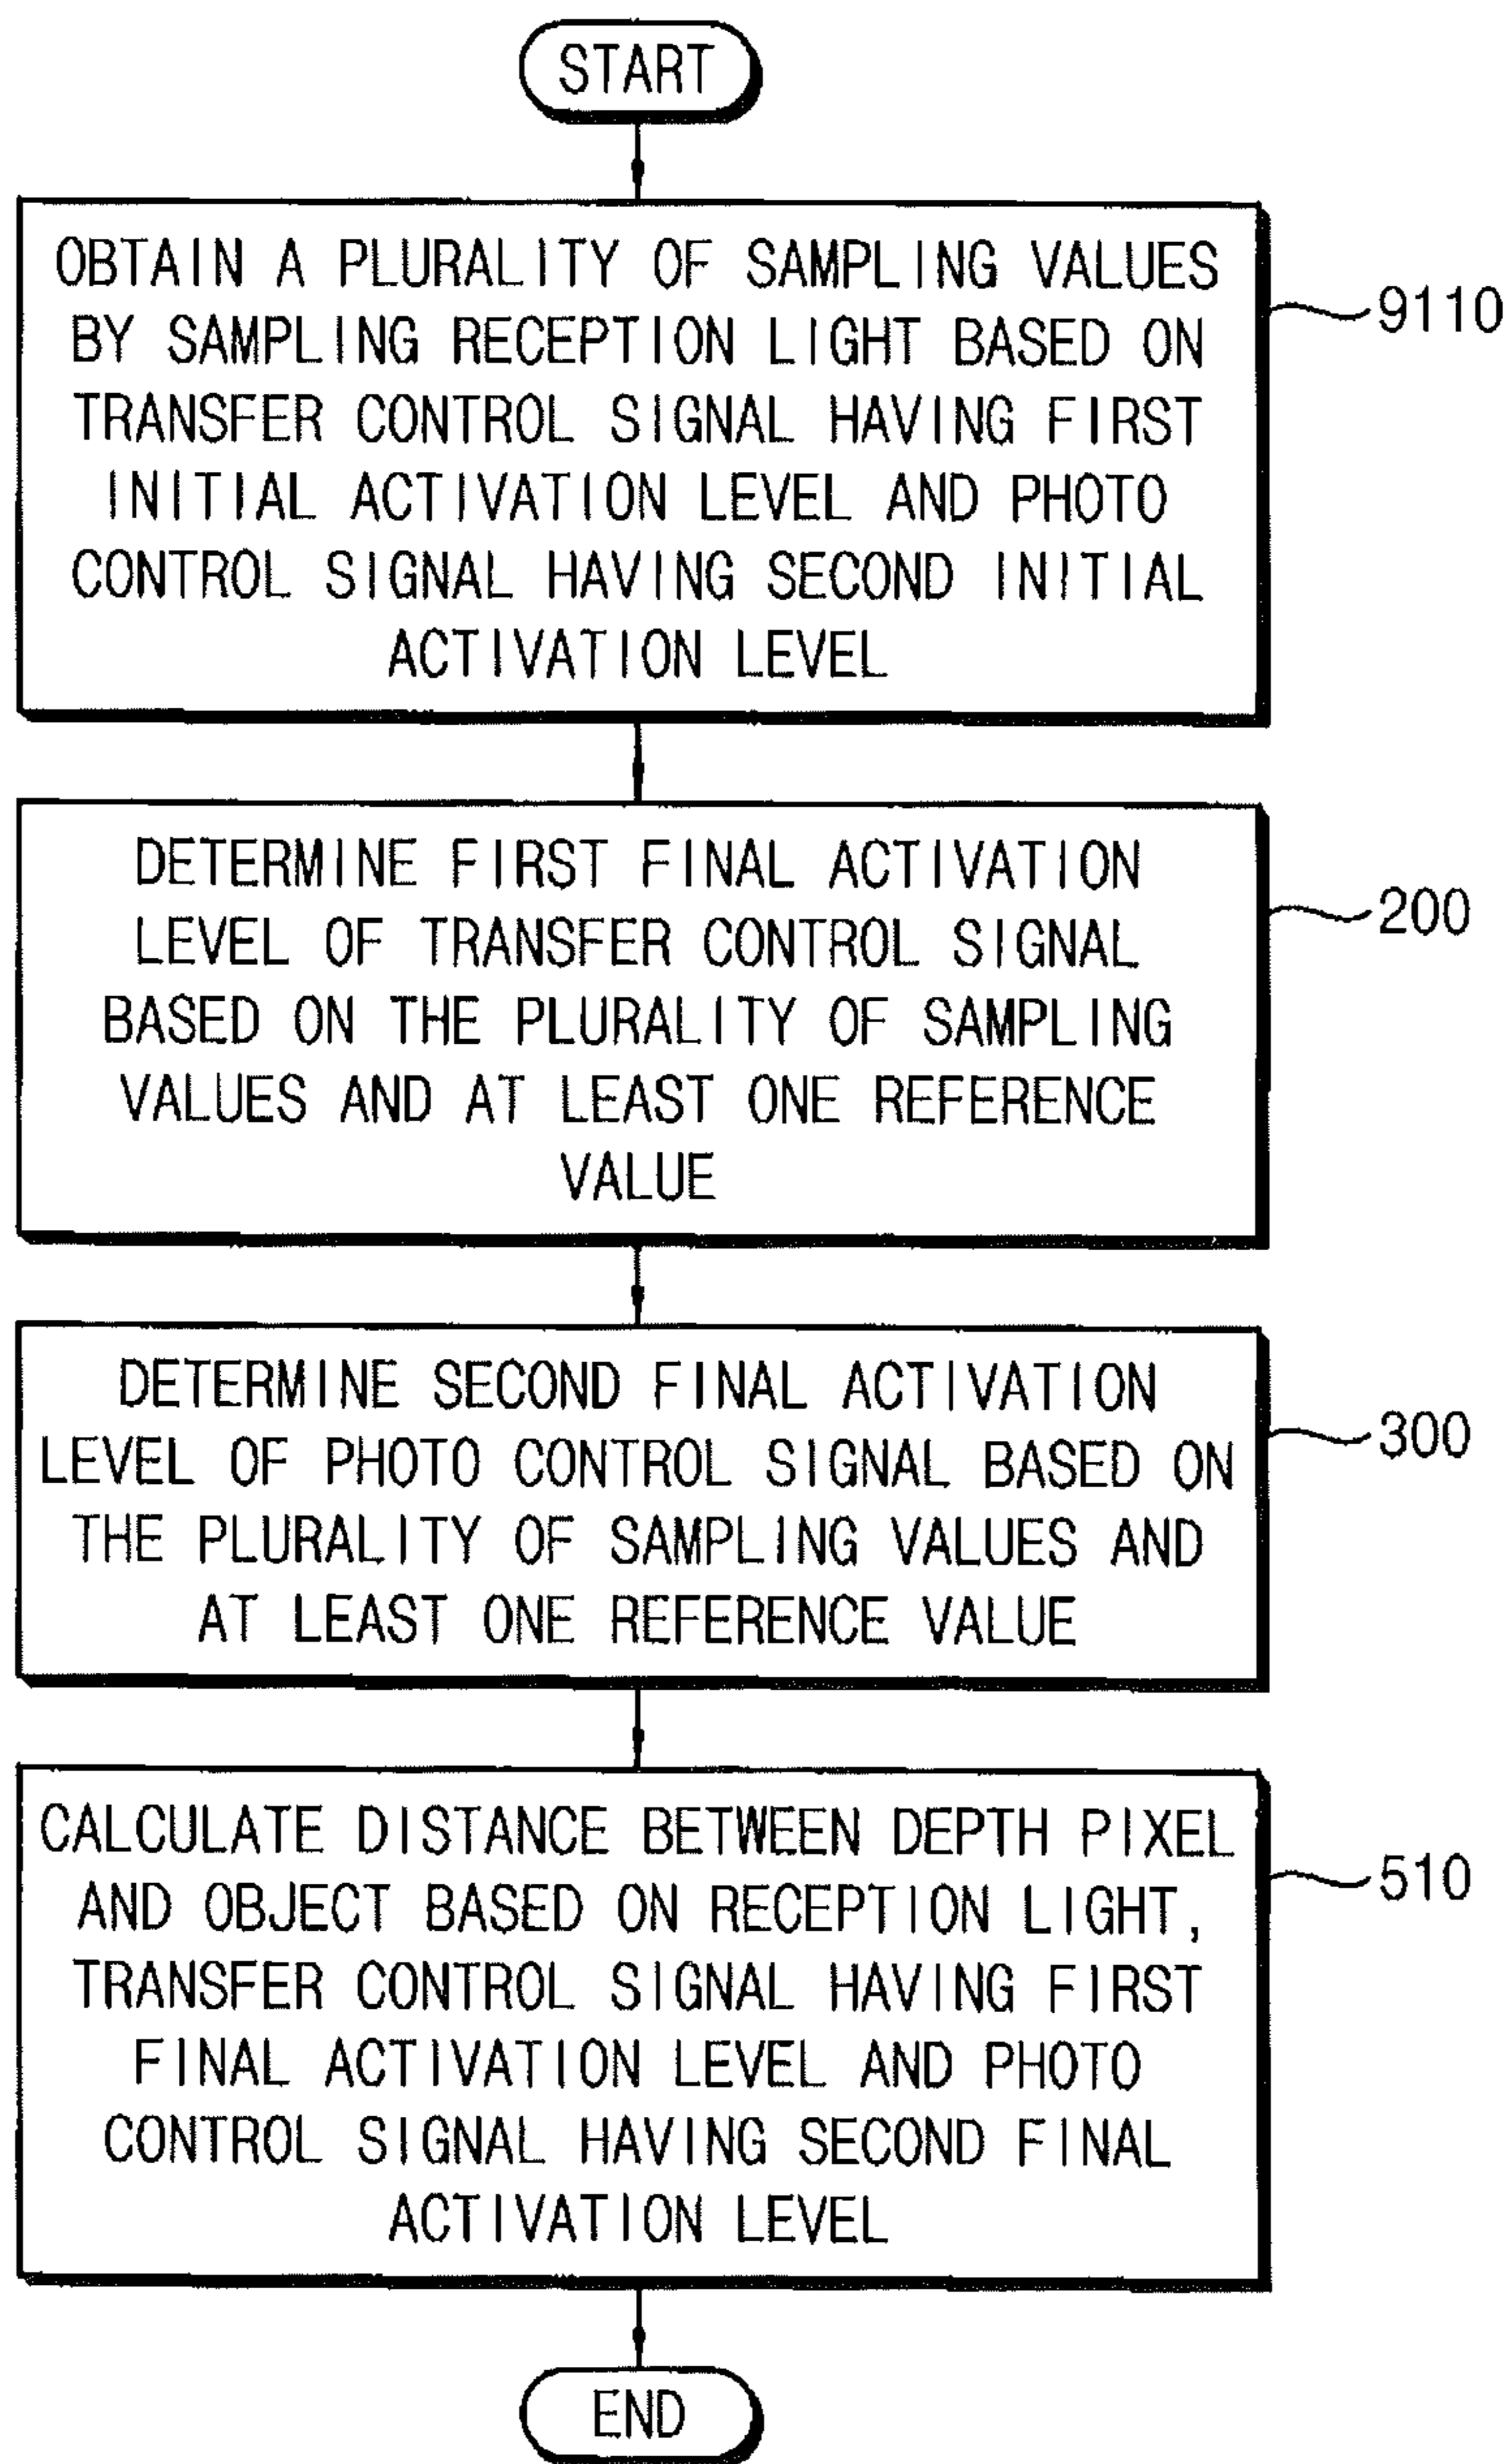 START
OBTAIN A PLURALITY OF SAMPLING VALUES
BY SAMPLING RECEPTION LIGHT BASED ON
TRANSFER CONTROL SIGNAL HAVING FIRST
INITIAL ACTIVATION LEVEL AND PHOTO
CONTROL SIGNAL HAVING SECOND INITIAL
ACTIVATION LEVEL
9110
DETERMINE FIRST FINAL ACTIVATION
LEVEL OF TRANSFER CONTROL SIGNAL
BASED ON THE PLURALITY OF SAMPLING
VALUES AND AT LEAST ONE REFERENCE
VALUE
200
DETERMINE SECOND FINAL ACTIVATION
LEVEL OF PHOTO CONTROL SIGNAL BASED ON
THE PLURALITY OF SAMPLING VALUES AND
AT LEAST ONE REFERENCE VALUE
300
CALCULATE DISTANCE BETWEEN DEPTH PIXEL
AND OBJECT BASED ON RECEPTION LIGHT,
TRANSFER CONTROL SIGNAL HAVING FIRST
FINAL ACTIVATION LEVEL AND PHOTO
CONTROL SIGNAL HAVING SECOND FINAL
ACTIVATION LEVEL
510
END